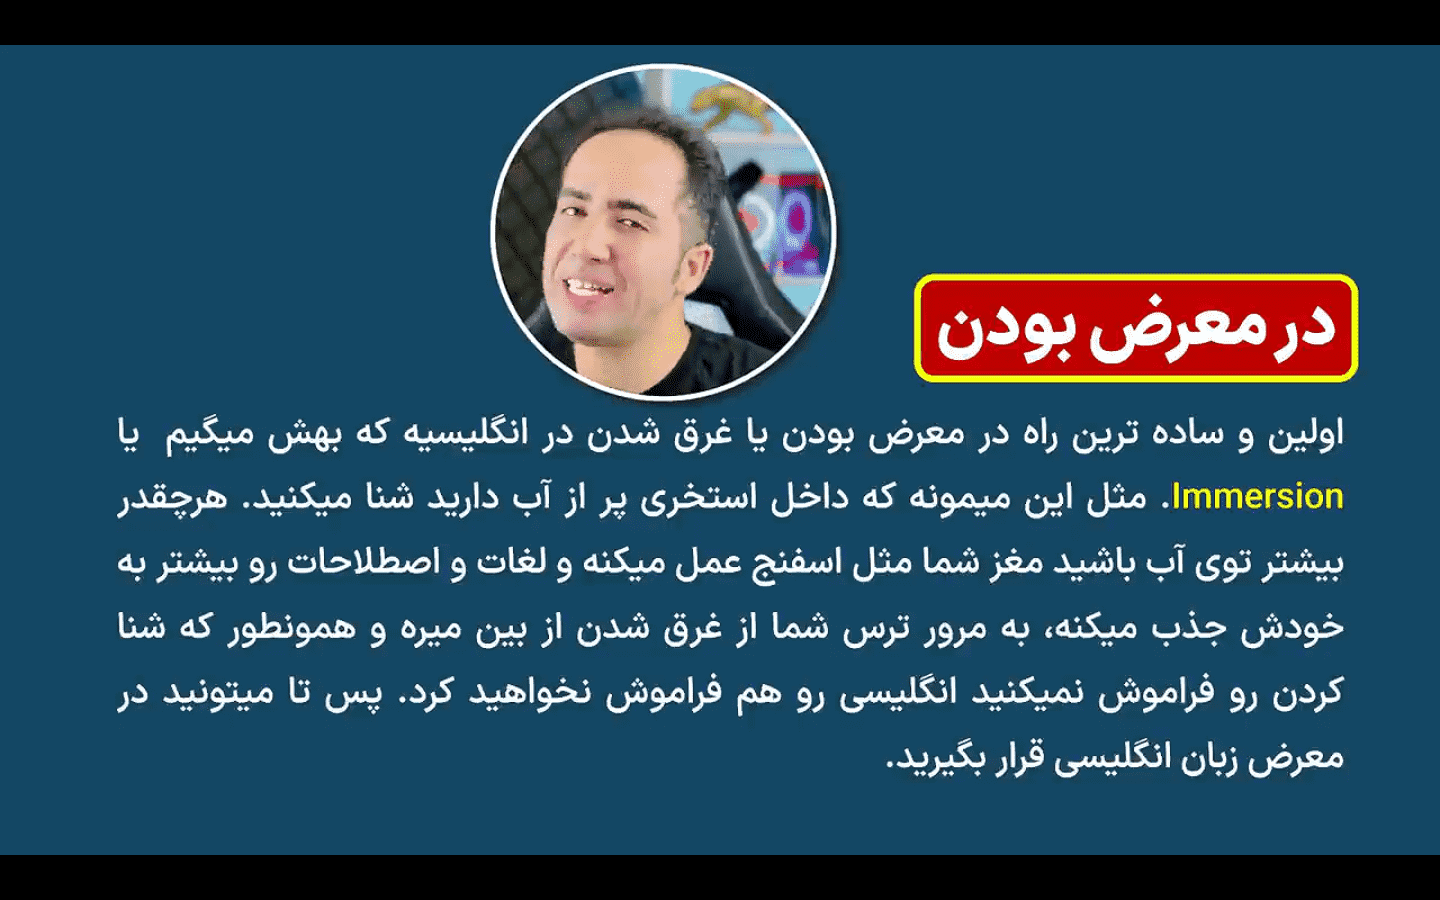 در معرض بودن
اولین و ساده ترین راه در معرض بودن یا غرق شدن در انگلیسیه که بهش میگیم یا
Immersion. مثل این میمونه که داخل استخری پر از آب دارید شنا میکنید. هرچقدر
بیشتر توی آب باشید مغز شما مثل اسفنج عمل میکنه و لغات و اصطلاحات رو بیشتر به
خودش جذب میکنه، به مرور ترس شما از غرق شدن از بین میره و همونطور که شنا
کردن رو فراموش نمیکنید انگلیسی رو هم فراموش نخواهید کرد. پس تا میتونید در
معرض زبان انگلیسی قرار بگیرید.